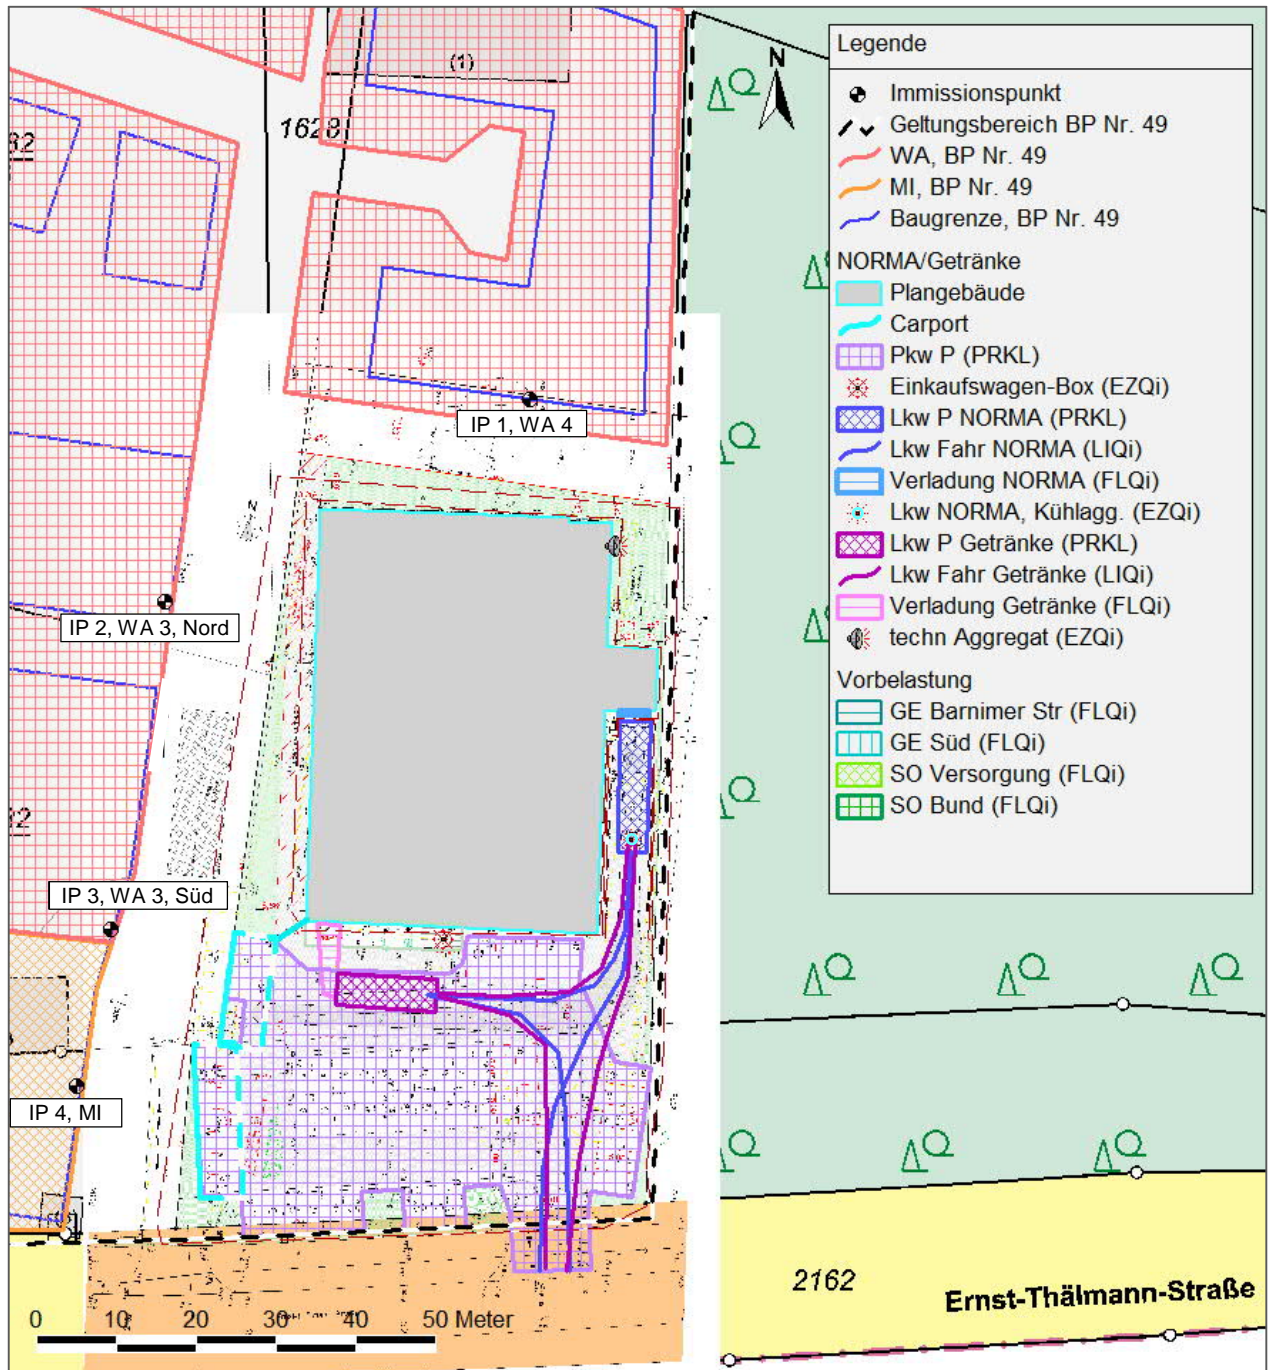 (1)
1628
N
IP 1, WA 4
IP 2, WA 3, Nord
IP 3, WA 3, Süd
IP 4, MI
Legende
Immissionspunkt
Geltungsbereich BP Nr. 49
WA, BP Nr. 49
MI, BP Nr. 49
Baugrenze, BP Nr. 49
NORMA/Getränke
Plangebäude
Carport
Pkw P (PRKL)
Einkaufswagen-Box (EZQi)
Lkw P NORMA (PRKL)
Lkw Fahr NORMA (LIQi)
Verladung NORMA (FLQi)
Lkw NORMA, Kühlagg. (EZQi)
Lkw P Getränke (PRKL)
Lkw Fahr Getränke (LIQi)
Verladung Getränke (FLQi)
techn Aggregat (EZQi)
Vorbelastung
GE Barnimer Str (FLQi)
GE Süd (FLQi)
SO Versorgung (FLQi)
SO Bund (FLQi)
2162
Ernst-Thälmann-Straße
0 10 20 30 40 50 Meter